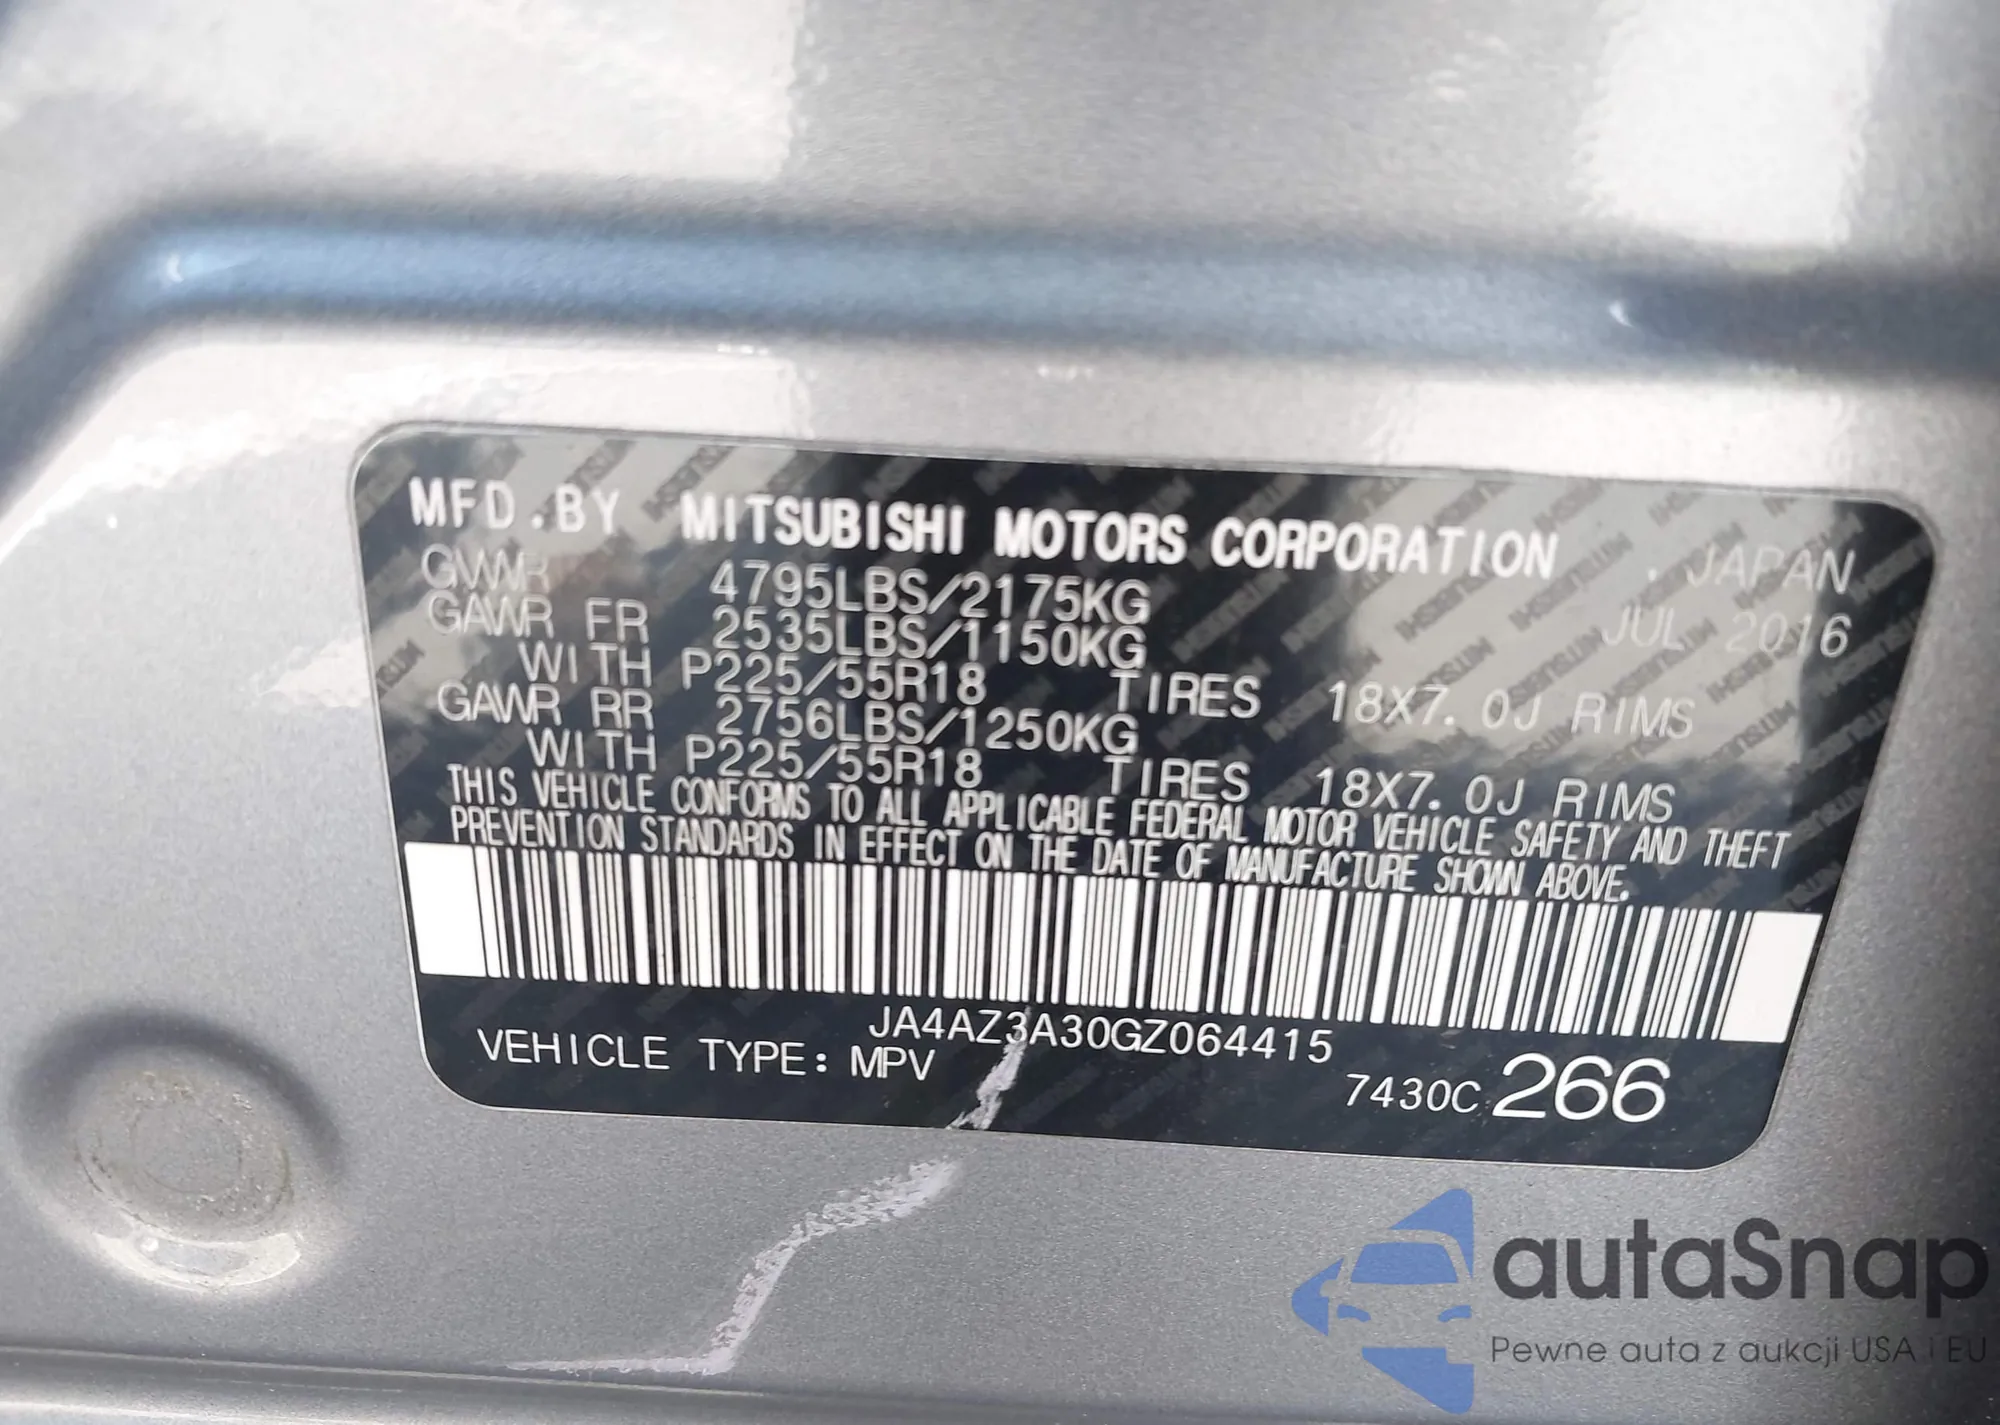 MFD.BY MITSUBISHI MOTORS CORPORATION . JAPAN
GVWR 4795LBS/2175KG JUL 2016
GAWR FR 2535LBS/1150KG
WITH P225/55R18 TIRES 18X7.0J RIMS
GAWR RR 2756LBS/1250KG
WITH P225/55R18 TIRES 18X7.0J RIMS
THIS VEHICLE CONFORMS TO ALL APPLICABLE FEDERAL MOTOR VEHICLE SAFETY AND THEFT
PREVENTION STANDARDS IN EFFECT ON THE DATE OF MANUFACTURE SHOWN ABOVE.
JA4AZ3A30GZ064415
VEHICLE TYPE: MPV
7430C 266
autaSnap
Pewne auta z aukcji USA i EU